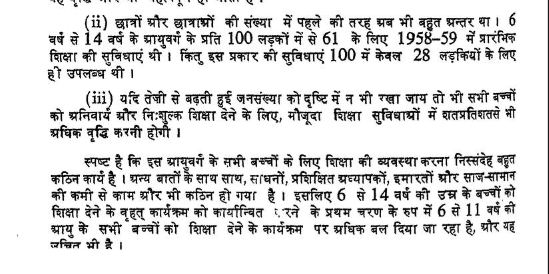 (ii) छात्रों और छात्राओं की संख्या में पहले की तरह अब भी बहुत अन्तर था । 6
वर्ष से 14 वर्ष के आयुवर्ग के प्रति 100 लड़कों में से 61 के लिए 1958-59 में प्रारंभिक
शिक्षा की सुविधाएं थी । किंतु इस प्रकार की सुविधाएं 100 में केवल 28 लड़कियों के लिए
ही उपलब्ध थी ।
(iii) यदि तेजी से बढ़ती हुई जनसंख्या को दृष्टि में न भी रखा जाय तो भी सभी बच्चों
को अनिवार्य और निःशुल्क शिक्षा देने के लिए, मौजूदा शिक्षा सुविधाओं में शतप्रतिशतसे भी
अधिक वृद्धि करनी होगी ।
स्पष्ट है कि इस आयुवर्ग के सभी बच्चों के लिए शिक्षा की व्यवस्था करना निस्संदेह बहुत
कठिन कार्य है । अन्य बातों के साथ साथ, साधनों, प्रशिक्षित अध्यापकों, इमारतों और साज-सामान
की कमी से काम और भी कठिन हो गया है । इसलिए 6 से 14 वर्ष की उम्र के बच्चों को
शिक्षा देने के वृहत् कार्यक्रम को कार्यान्वित रने के प्रथम चरण के रुप में 6 से 11 वर्ष की
आयु के सभी बच्चों को शिक्षा देने के कार्यक्रम पर अधिक बल दिया जा रहा है, और यह
उचित भी है ।